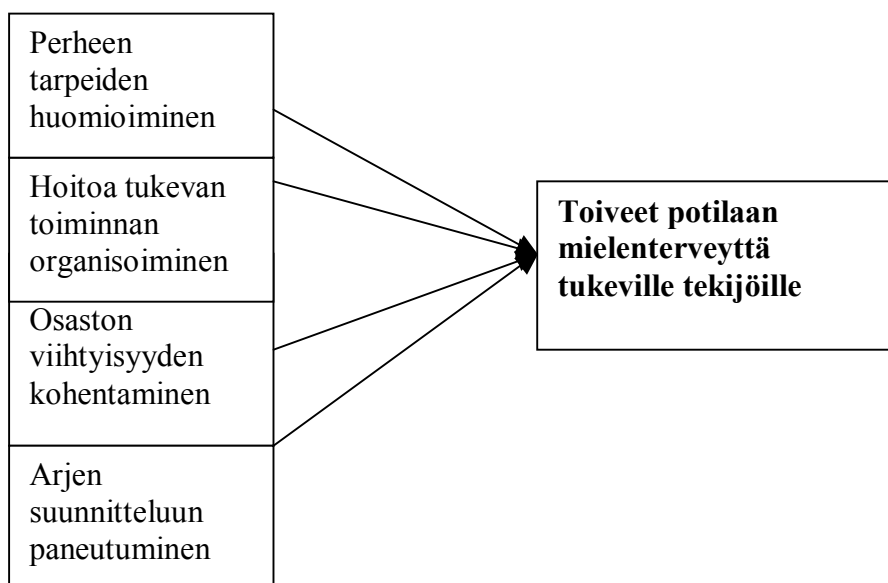 Perheen
tarpeiden
huomioiminen
Hoitoa tukevan
toiminnan
organisoiminen
Osaston
viihtyisyyden
kohentaminen
Arjen
suunnitteluun
paneutuminen
Toiveet potilaan
mielenterveyttä
tukeville tekijöille